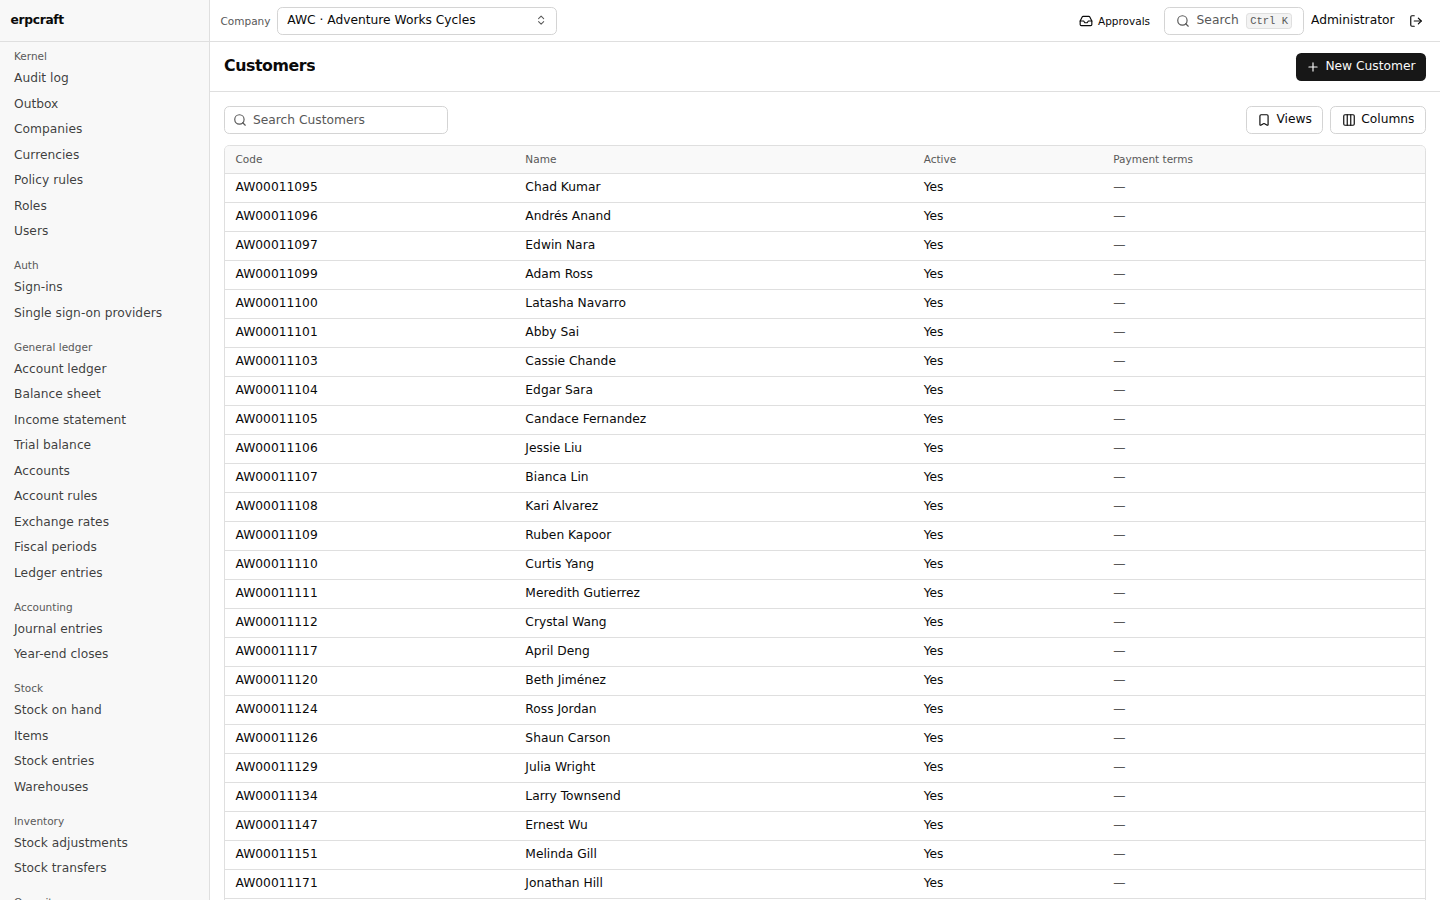 erpcraft
Company
AWC · Adventure Works Cycles
Approvals
Search Ctrl K
Administrator
Kernel
Audit log
Outbox
Companies
Currencies
Policy rules
Roles
Users
Auth
Sign-ins
Single sign-on providers
General ledger
Account ledger
Balance sheet
Income statement
Trial balance
Accounts
Account rules
Exchange rates
Fiscal periods
Ledger entries
Accounting
Journal entries
Year-end closes
Stock
Stock on hand
Items
Stock entries
Warehouses
Inventory
Stock adjustments
Stock transfers
Customers
New Customer
Search Customers
Views
Columns
Code Name Active Payment terms
AW00011095 Chad Kumar Yes —
AW00011096 Andrés Anand Yes —
AW00011097 Edwin Nara Yes —
AW00011099 Adam Ross Yes —
AW00011100 Latasha Navarro Yes —
AW00011101 Abby Sai Yes —
AW00011103 Cassie Chande Yes —
AW00011104 Edgar Sara Yes —
AW00011105 Candace Fernandez Yes —
AW00011106 Jessie Liu Yes —
AW00011107 Bianca Lin Yes —
AW00011108 Kari Alvarez Yes —
AW00011109 Ruben Kapoor Yes —
AW00011110 Curtis Yang Yes —
AW00011111 Meredith Gutierrez Yes —
AW00011112 Crystal Wang Yes —
AW00011117 April Deng Yes —
AW00011120 Beth Jiménez Yes —
AW00011124 Ross Jordan Yes —
AW00011126 Shaun Carson Yes —
AW00011129 Julia Wright Yes —
AW00011134 Larry Townsend Yes —
AW00011147 Ernest Wu Yes —
AW00011151 Melinda Gill Yes —
AW00011171 Jonathan Hill Yes —